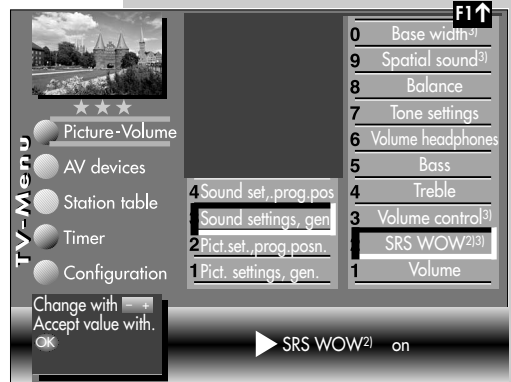 F1↑
0 Base width3)
9 Spatial sound3)
8 Balance
7 Tone settings
6 Volume headphones
5 Bass
4 Treble
3 Volume control3)
2 SRS WOW2)3)
1 Volume
4 Sound set,.prog.pos
3 Sound settings, gen
2 Pict.set.,prog.posn.
1 Pict. settings, gen.
TV-Menu
Picture-Volume
AV devices
Station table
Timer
Configuration
Change with - +
Accept value with.
OK
SRS WOW2) on